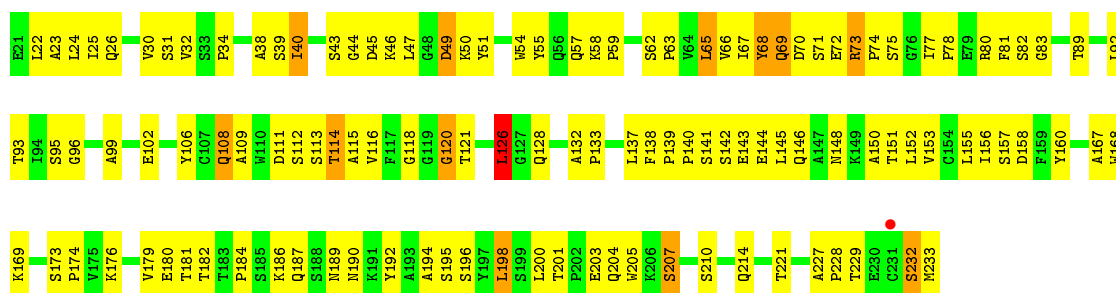 E21 L22 A23 L24 I25 Q26 V30 S31 V32 S33 P34 A38 S39 I40 S43 G44 D45 K46 L47 G48 D49 K50 Y51 W54 Y55 Q56 Q57 K58 P59 S62 P63 V64 L65 V66 I67 Y68 Q69 D70 S71 E72 R73 P74 S75 G76 I77 P78 E79 R80 F81 S82 G83 T89 L92
T93 I94 S95 G96 A99 E102 Y106 C107 Q108 A109 W110 D111 S112 S113 T114 A115 V116 F117 G118 G119 G120 T121 L126 G127 Q128 A132 P133 L137 F138 P139 P140 S141 S142 E143 E144 L145 Q146 A147 N148 K149 A150 T151 L152 V153 C154 L155 I156 S157 D158 F159 Y160 A167 W168
K169 S173 P174 V175 K176 V179 E180 T181 T182 T183 P184 S185 K186 Q187 S188 N189 N190 K191 Y192 A193 A194 S195 S196 Y197 L198 S199 L200 T201 P202 E203 Q204 W205 K206 S207 S210 Q214 T221 A227 P228 T229 E230 C231 S232 M233